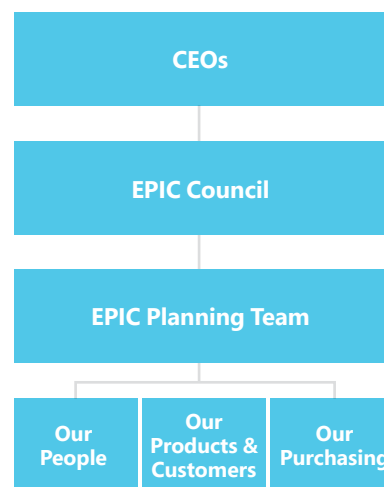 CEOs
EPIC Council
EPIC Planning Team
Our
People
Our
Products &
Customers
Our
Purchasing